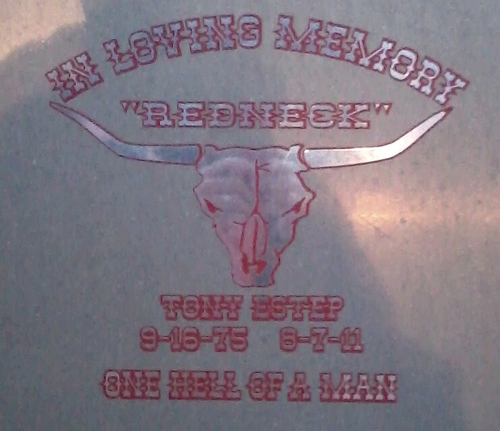 IN LOVING MEMORY
"REDNECK"
TONY ESTEP
9-16-75 6-7-11
ONE HELL OF A MAN